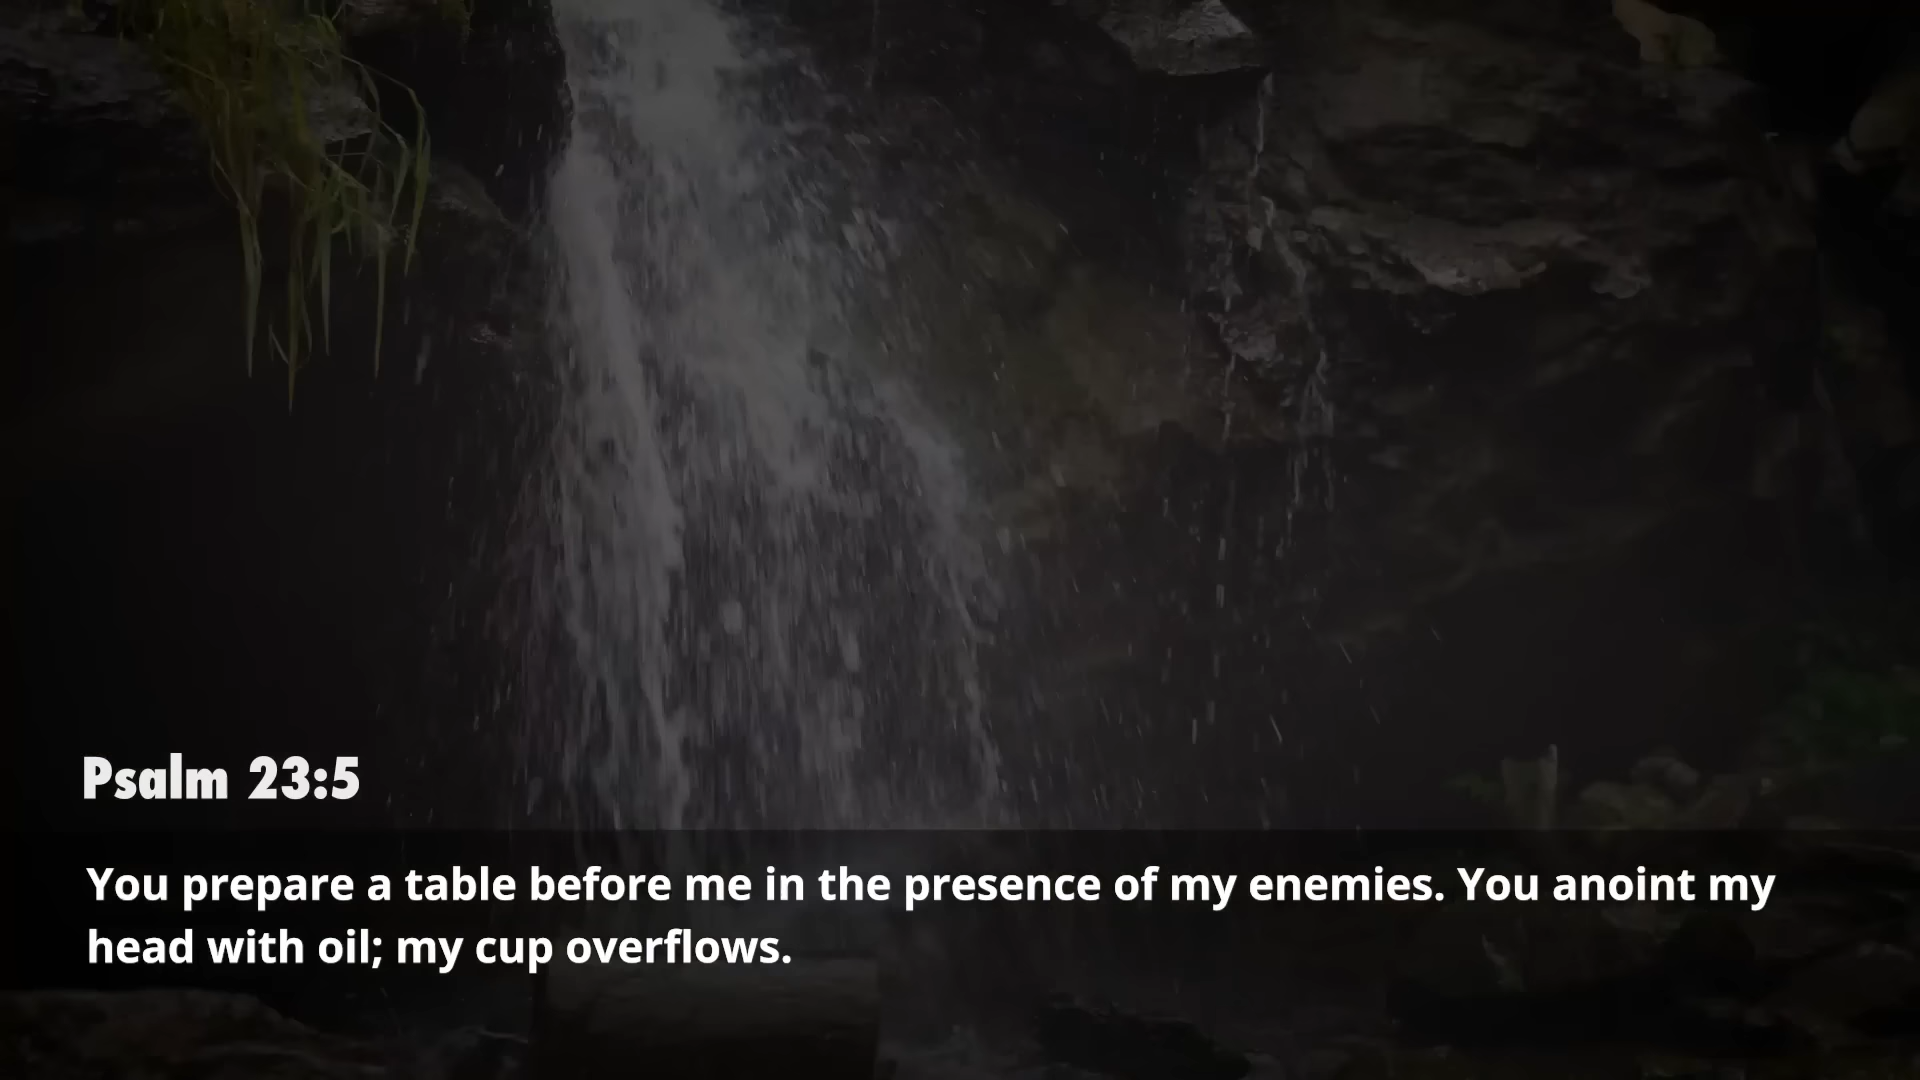 Psalm 23:5
You prepare a table before me in the presence of my enemies. You anoint my
head with oil; my cup overflows.